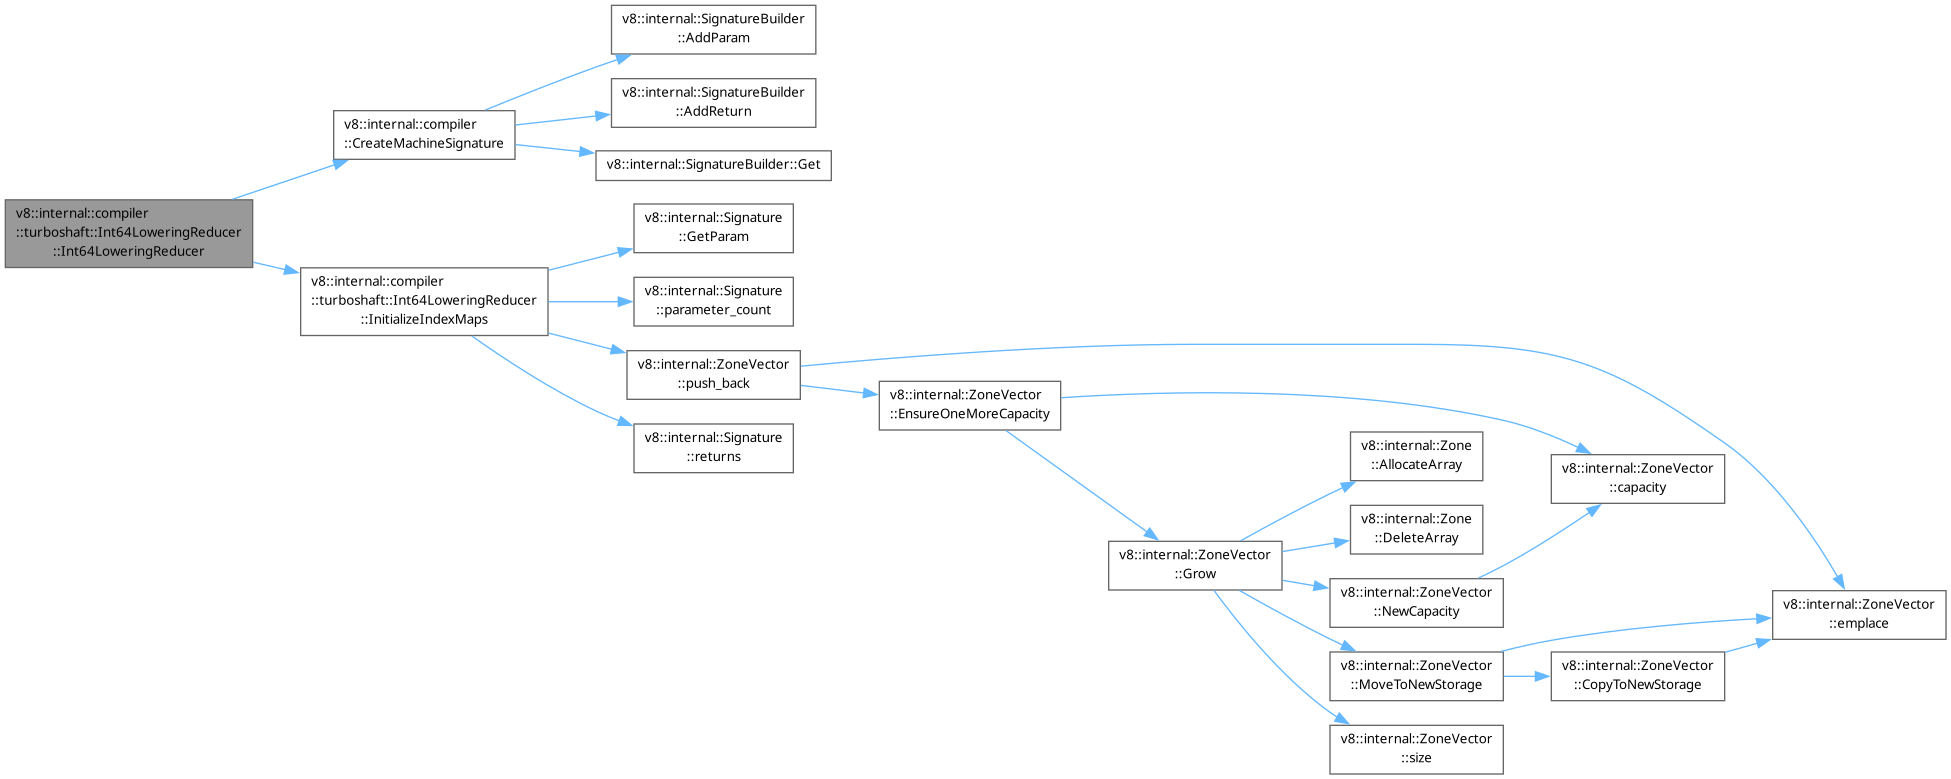 v8::internal::SignatureBuilder
::AddParam
v8::internal::SignatureBuilder
::AddReturn
v8::internal::compiler
::CreateMachineSignature
v8::internal::SignatureBuilder::Get
v8::internal::compiler
::turboshaft::Int64LoweringReducer
::Int64LoweringReducer
v8::internal::Signature
::GetParam
v8::internal::compiler
::turboshaft::Int64LoweringReducer
::InitializeIndexMaps
v8::internal::Signature
::parameter_count
v8::internal::ZoneVector
::push_back
v8::internal::Signature
::returns
v8::internal::ZoneVector
::EnsureOneMoreCapacity
v8::internal::Zone
::AllocateArray
v8::internal::ZoneVector
::capacity
v8::internal::Zone
::DeleteArray
v8::internal::ZoneVector
::Grow
v8::internal::ZoneVector
::NewCapacity
v8::internal::ZoneVector
::emplace
v8::internal::ZoneVector
::MoveToNewStorage
v8::internal::ZoneVector
::CopyToNewStorage
v8::internal::ZoneVector
::size